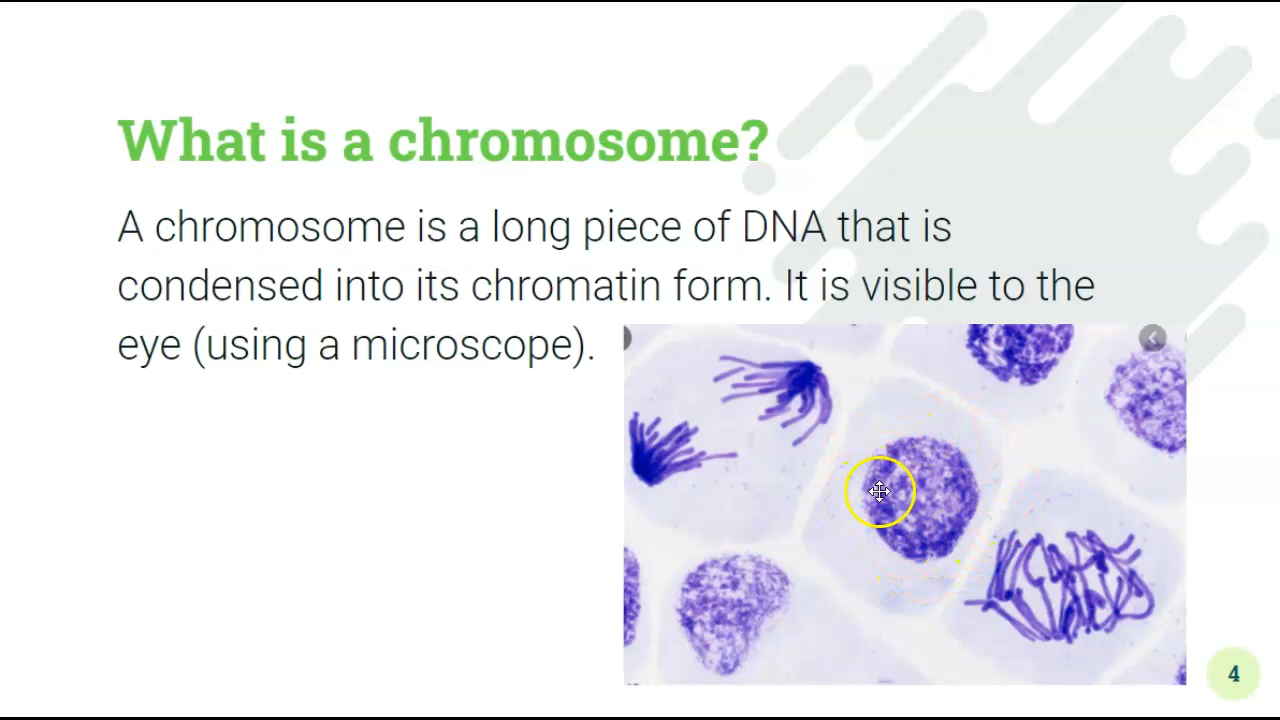 What is a chromosome?
A chromosome is a long piece of DNA that is
condensed into its chromatin form. It is visible to the
eye (using a microscope).
4